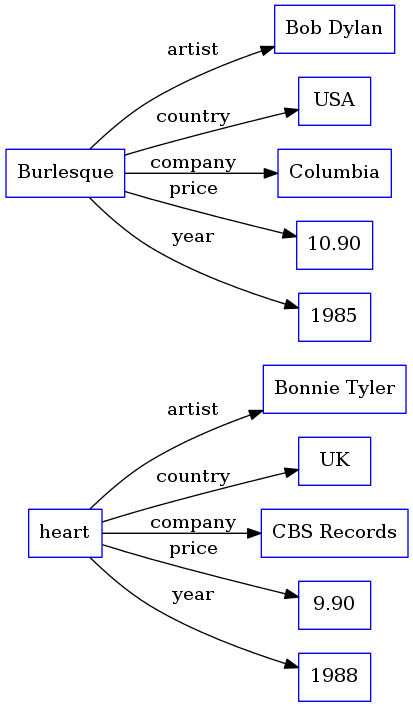 Bob Dylan
artist
USA
country
Burlesque
company
Columbia
price
10.90
year
1985
Bonnie Tyler
artist
UK
country
heart
company
CBS Records
price
9.90
year
1988